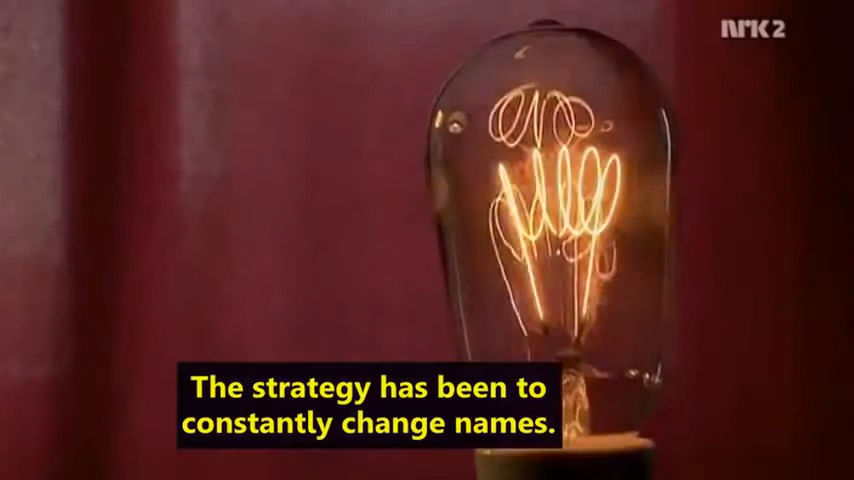 NRK2
The strategy has been to
constantly change names.